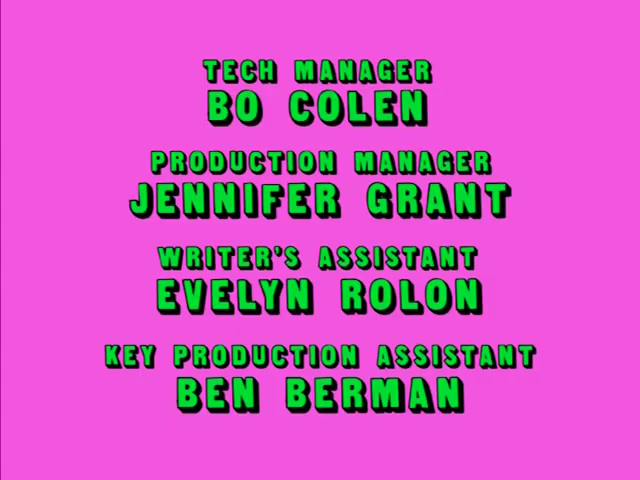 TECH MANAGER
BO COLEN
PRODUCTION MANAGER
JENNIFER GRANT
WRITER'S ASSISTANT
EVELYN ROLON
KEY PRODUCTION ASSISTANT
BEN BERMAN